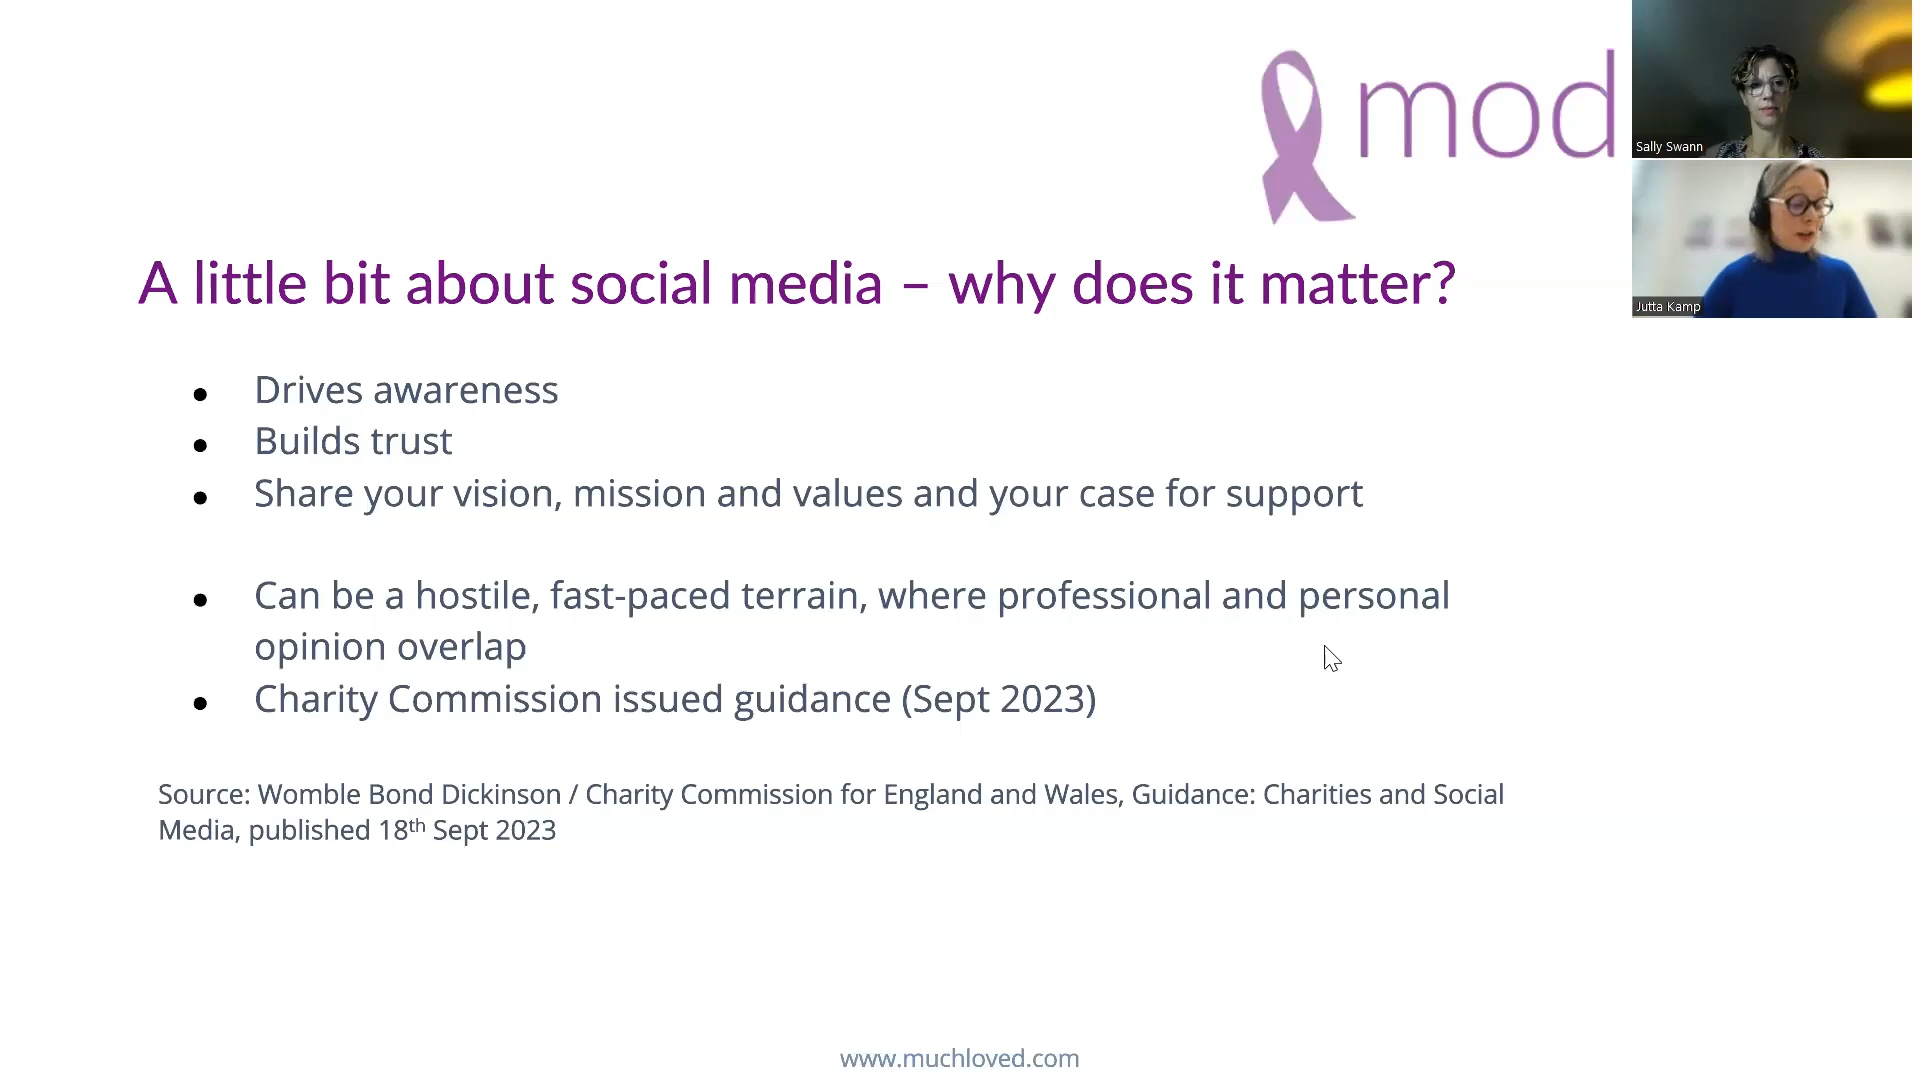 mod
Sally Swann
Jutta Kamp
A little bit about social media – why does it matter?
● Drives awareness
● Builds trust
● Share your vision, mission and values and your case for support
● Can be a hostile, fast-paced terrain, where professional and personal
opinion overlap
● Charity Commission issued guidance (Sept 2023)
Source: Womble Bond Dickinson / Charity Commission for England and Wales, Guidance: Charities and Social
Media, published 18th Sept 2023
www.muchloved.com